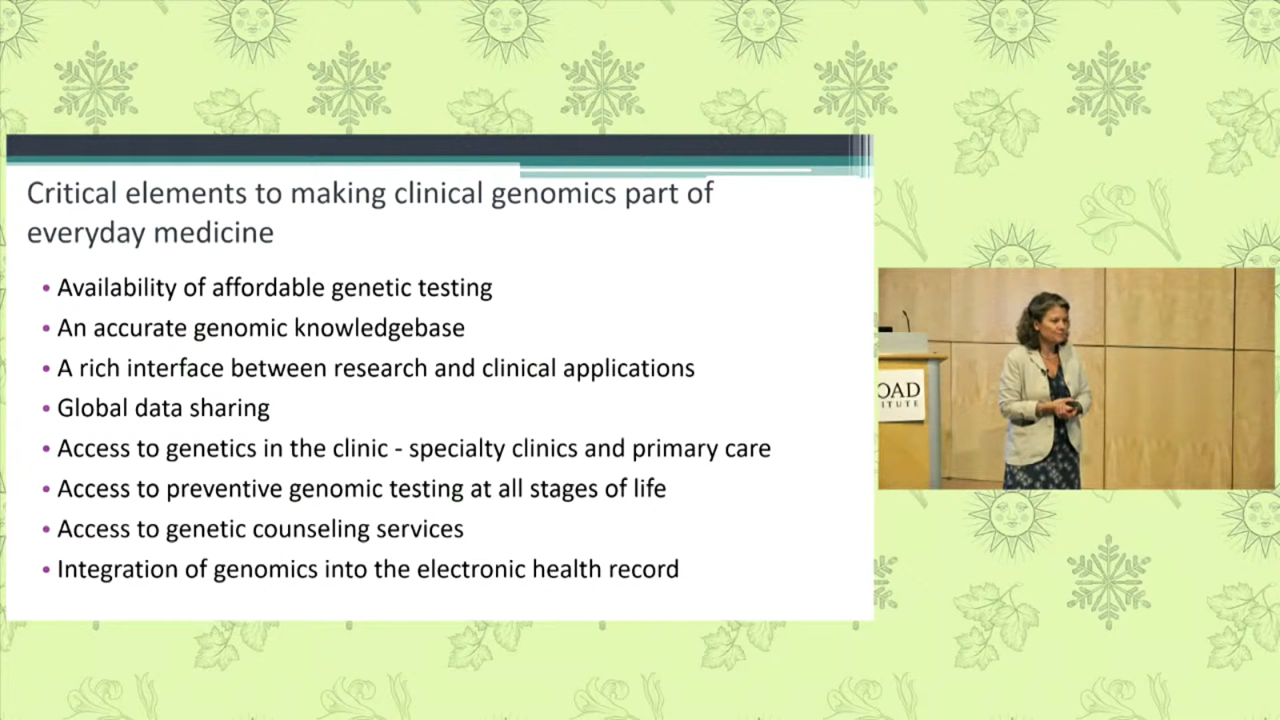 Critical elements to making clinical genomics part of
everyday medicine
• Availability of affordable genetic testing
• An accurate genomic knowledgebase
• A rich interface between research and clinical applications
• Global data sharing
• Access to genetics in the clinic - specialty clinics and primary care
• Access to preventive genomic testing at all stages of life
• Access to genetic counseling services
• Integration of genomics into the electronic health record
OAD
ITUTE